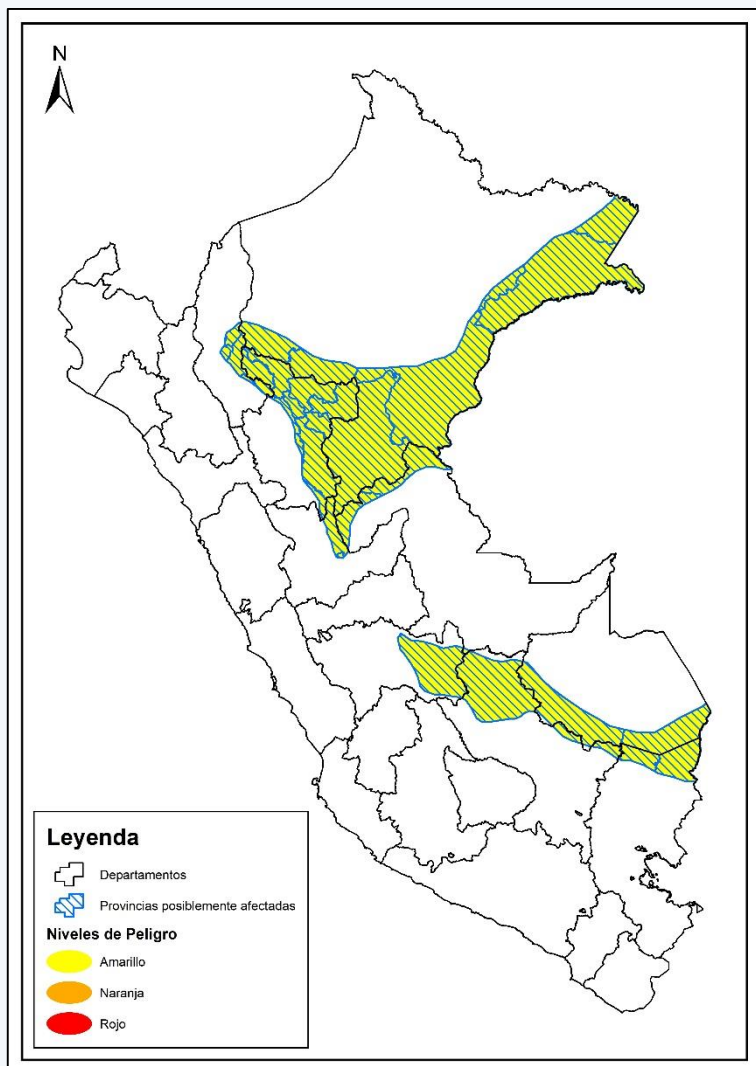 N
Leyenda
Departamentos
Provincias posiblemente afectadas
Niveles de Peligro
Amarillo
Naranja
Rojo